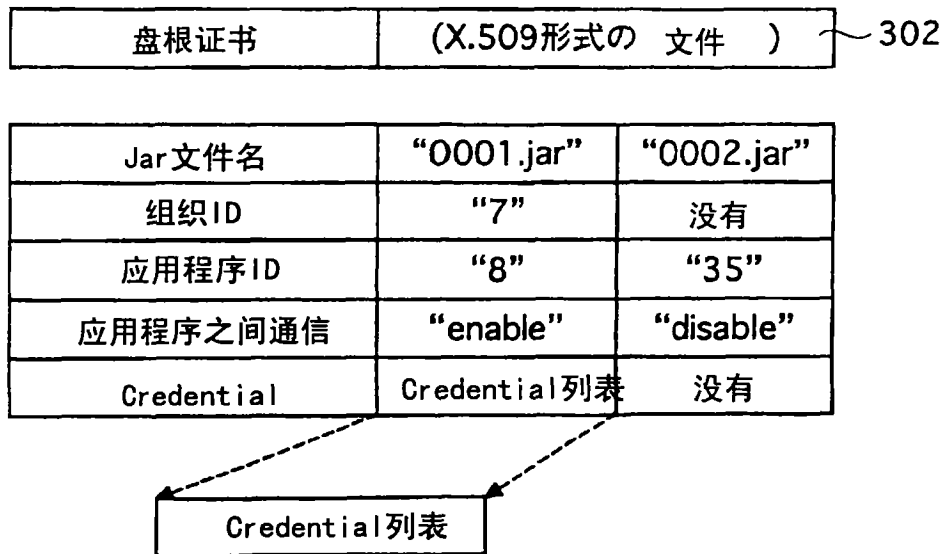 盘根证书 (X.509形式の 文件 ) 302
Jar文件名 “0001.jar” “0002.jar”
组织ID “7” 没有
应用程序ID “8” “35”
应用程序之间通信 “enable” “disable”
Credential Credential列表 没有
Credential列表